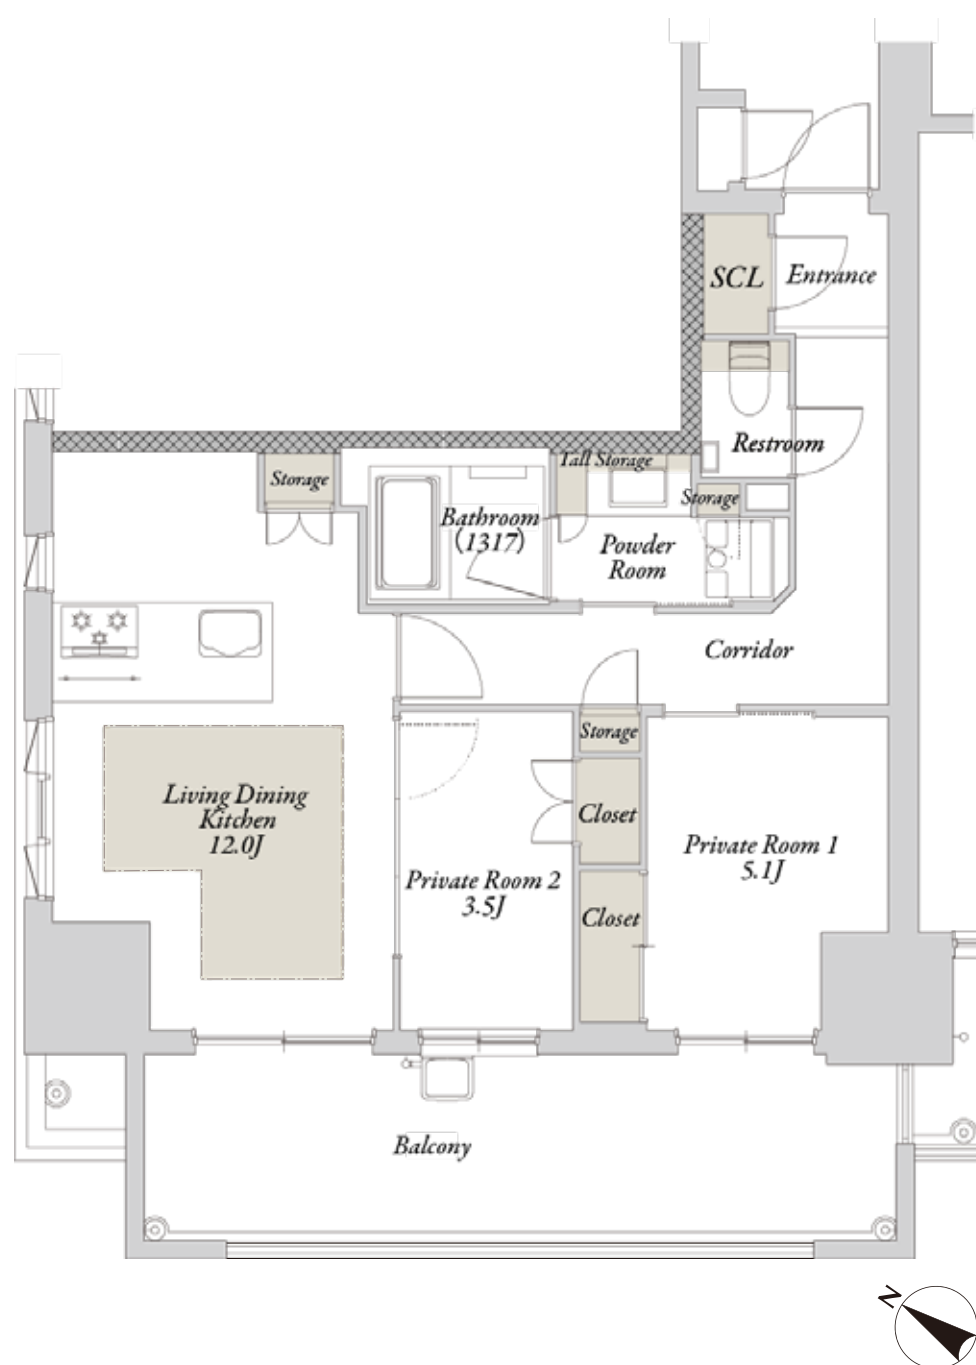 SCL
Entrance
Restroom
Tall Storage
Storage
Storage
Bathroom
(1317)
Powder
Room
Corridor
Storage
Living Dining
Kitchen
12.0J
Closet
Private Room 1
5.1J
Private Room 2
3.5J
Closet
Balcony
N